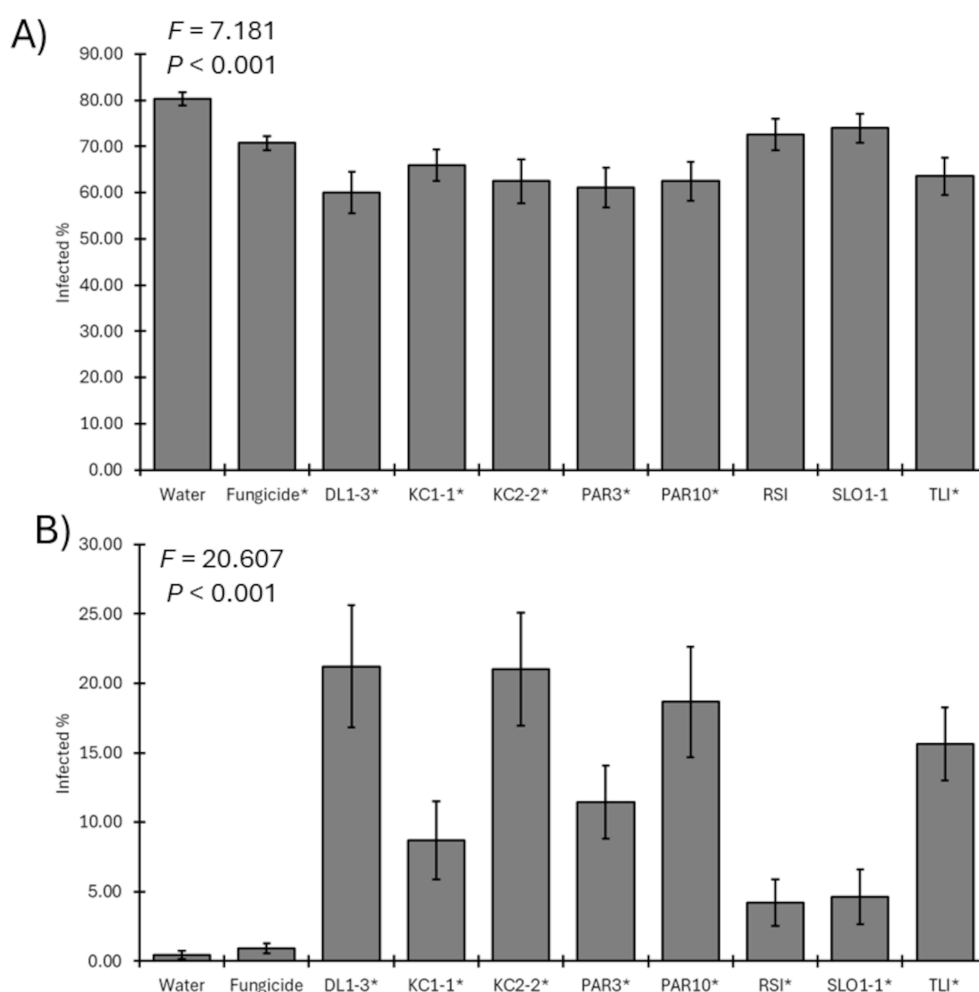 A)
F = 7.181
P < 0.001
90.00
80.00
70.00
60.00
50.00
40.00
30.00
20.00
10.00
0.00
Infected %
Water Fungicide* DL1-3* KC1-1* KC2-2* PAR3* PAR10* RSI SLO1-1 TLI*
B)
F = 20.607
P < 0.001
30.00
25.00
20.00
15.00
10.00
5.00
0.00
Infected %
Water Fungicide DL1-3* KC1-1* KC2-2* PAR3* PAR10* RSI* SLO1-1* TLI*